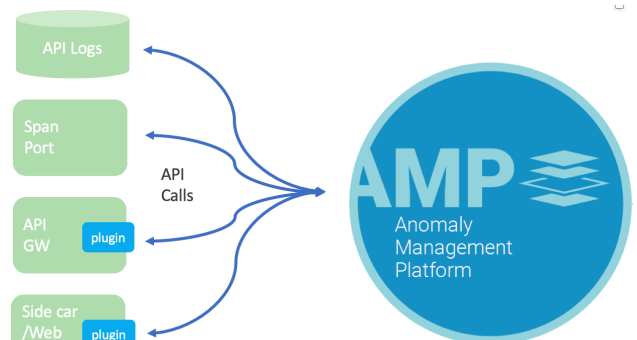 API Logs
Span
Port
API
Calls
API
GW
plugin
Side car
/Web
plugin
AMP
Anomaly
Management
Platform